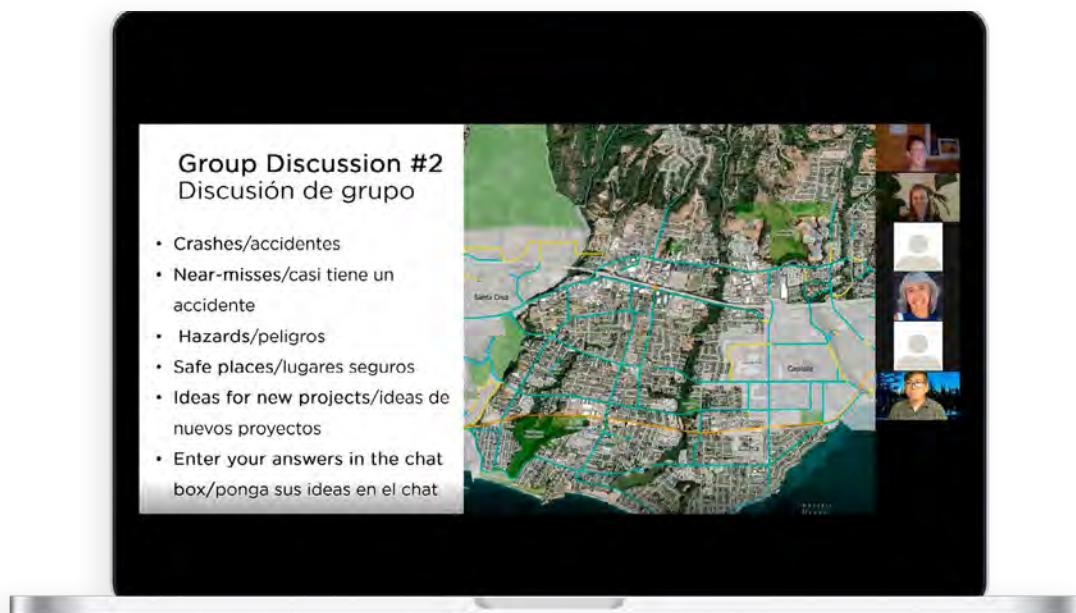 Group Discussion #2
Discusión de grupo
• Crashes/accidentes
• Near-misses/casi tiene un
accidente
• Hazards/peligros
• Safe places/lugares seguros
• Ideas for new projects/ideas de
nuevos proyectos
• Enter your answers in the chat
box/ponga sus ideas en el chat
Santa Cruz
Capitola